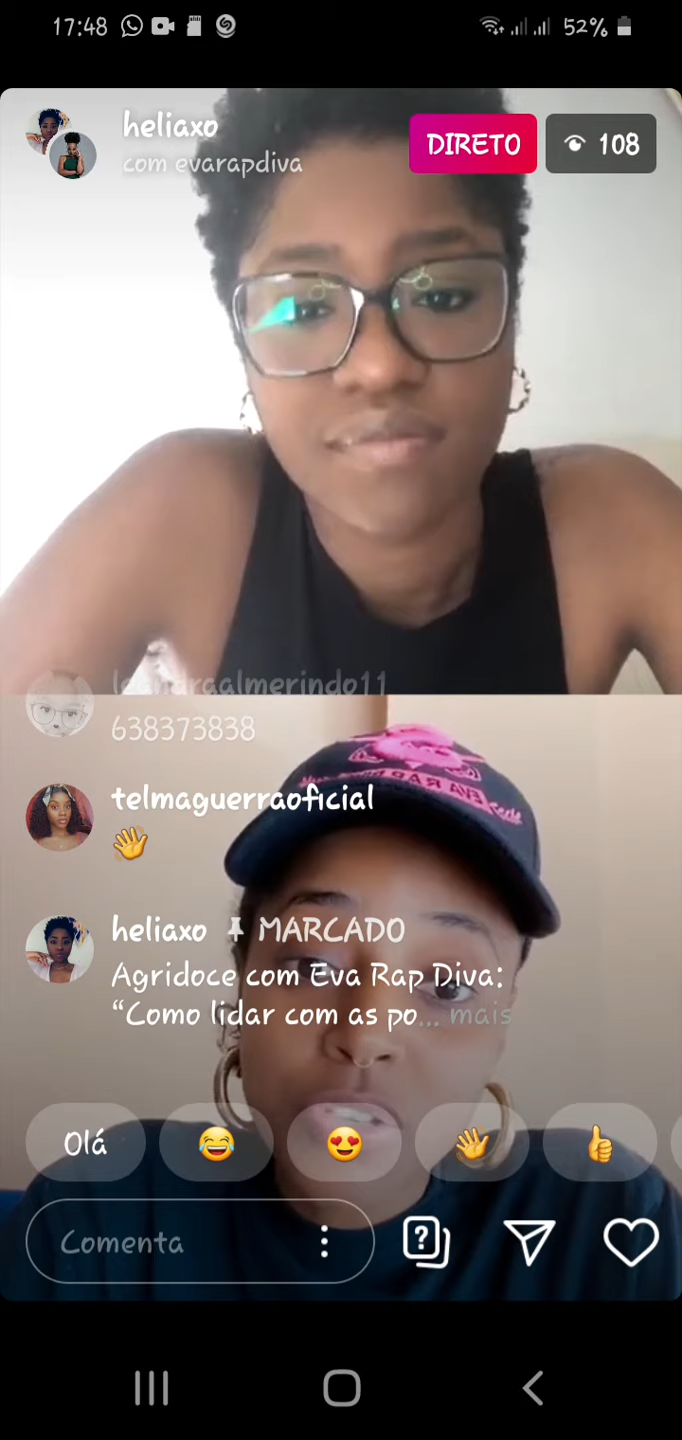 17:48
52%
heliaxo
com evarapdiva
DIRETO
108
leandraalmerindo11
638373838
telmaguerraoficial
heliaxo MARCADO
Agridoce com Eva Rap Diva:
“Como lidar com as po... mais
Olá
Comenta